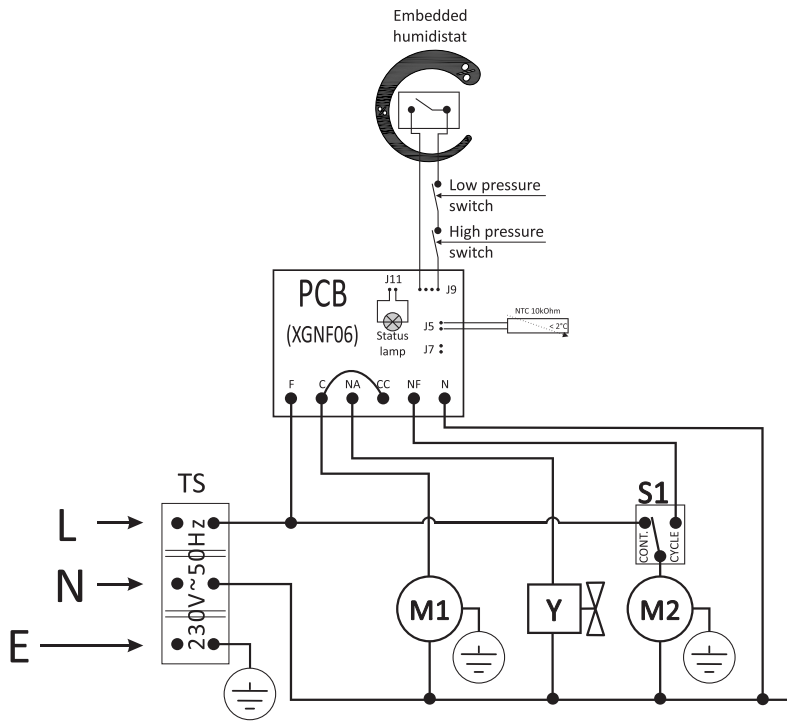 Embedded
humidistat
Low pressure
switch
High pressure
switch
PCB
(XGNF06)
J11
J9
Status
lamp
J5
J7
NTC 10kOhm
< 2°C
F C NA CC NF N
TS
230V~50Hz
L
N
E
S1
CONT.
CYCLE
M1
Y
M2